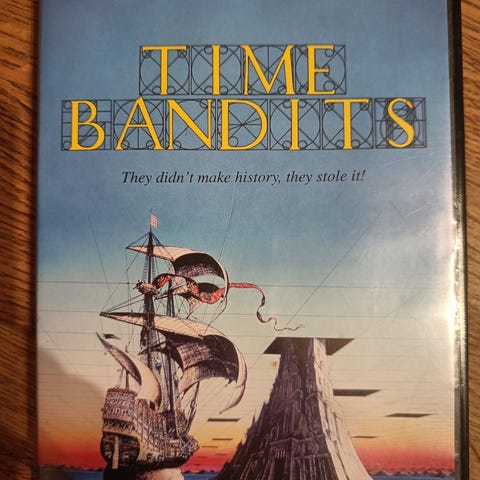 TIME
BANDITS
They didn't make history, they stole it!